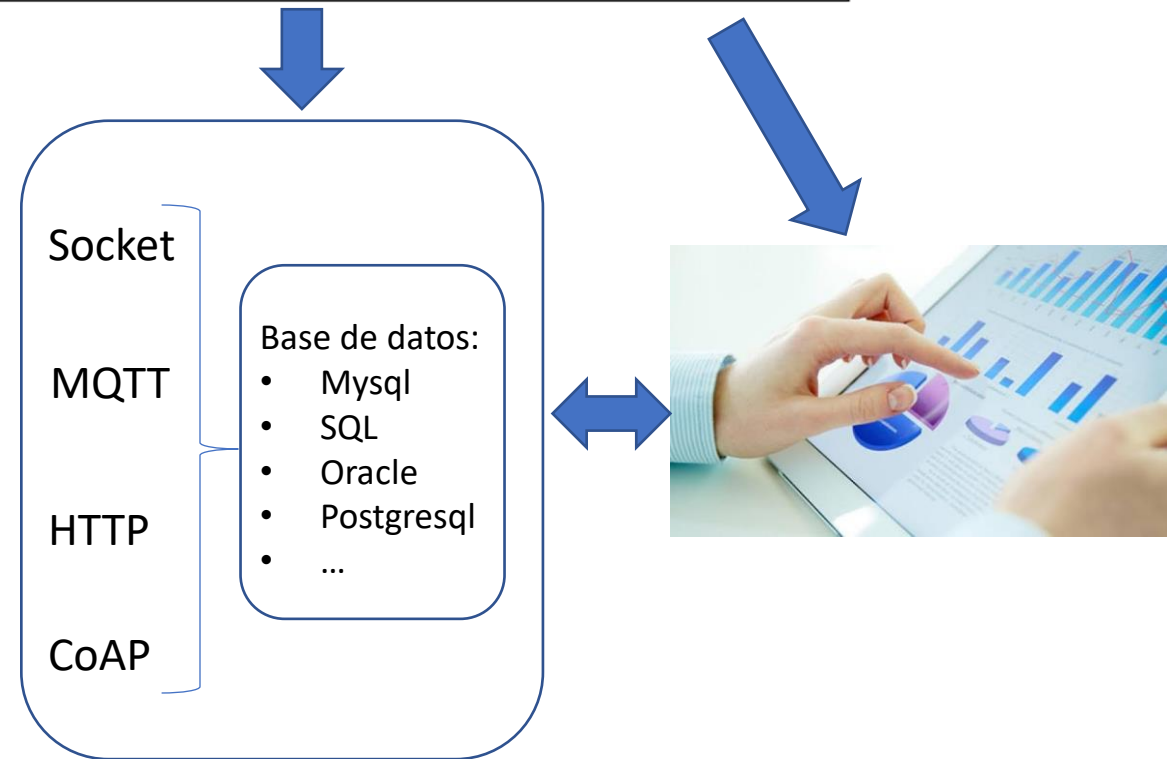 Socket
MQTT
HTTP
CoAP
Base de datos:
• Mysql
• SQL
• Oracle
• Postgresql
• ...